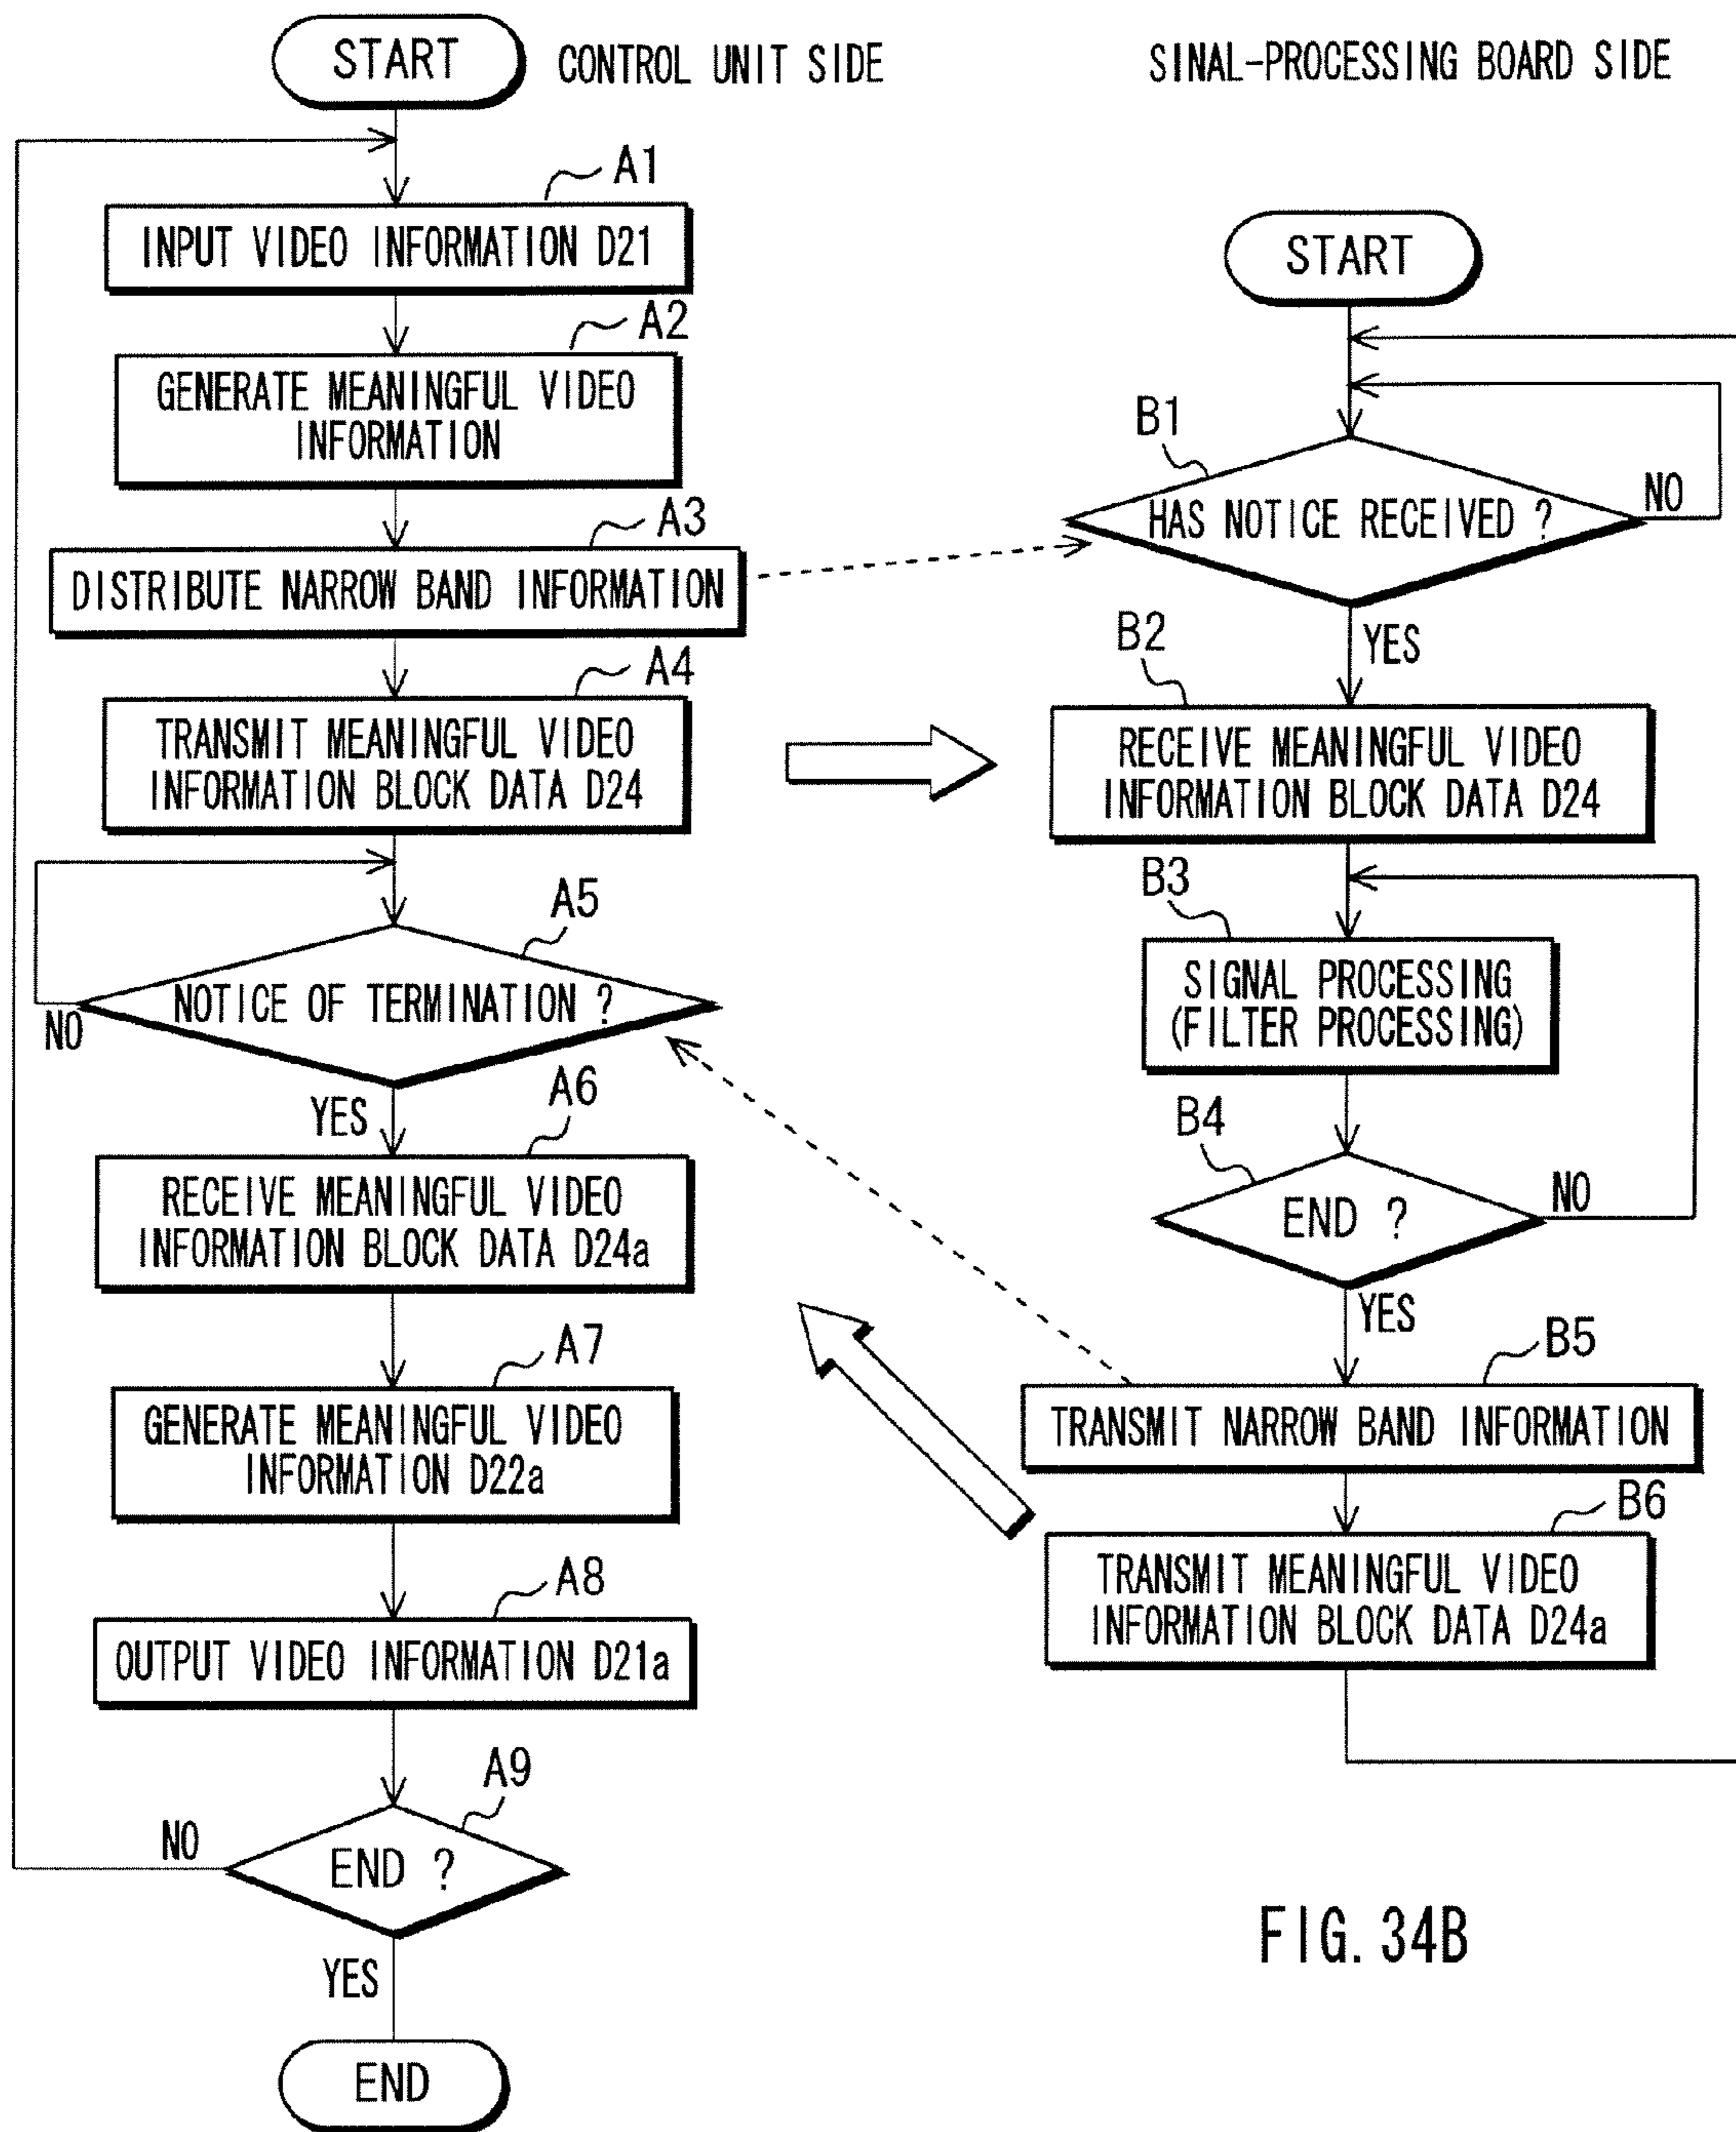 START
CONTROL UNIT SIDE
A1
INPUT VIDEO INFORMATION D21
A2
GENERATE MEANINGFUL VIDEO
INFORMATION
A3
DISTRIBUTE NARROW BAND INFORMATION
A4
TRANSMIT MEANINGFUL VIDEO
INFORMATION BLOCK DATA D24
A5
NOTICE OF TERMINATION ?
NO
YES
A6
RECEIVE MEANINGFUL VIDEO
INFORMATION BLOCK DATA D24a
A7
GENERATE MEANINGFUL VIDEO
INFORMATION D22a
A8
OUTPUT VIDEO INFORMATION D21a
A9
NO
END ?
YES
END
SINAL-PROCESSING BOARD SIDE
START
B1
HAS NOTICE RECEIVED ?
NO
YES
B2
RECEIVE MEANINGFUL VIDEO
INFORMATION BLOCK DATA D24
B3
SIGNAL PROCESSING
(FILTER PROCESSING)
B4
END ?
NO
YES
B5
TRANSMIT NARROW BAND INFORMATION
B6
TRANSMIT MEANINGFUL VIDEO
INFORMATION BLOCK DATA D24a
FIG. 34B